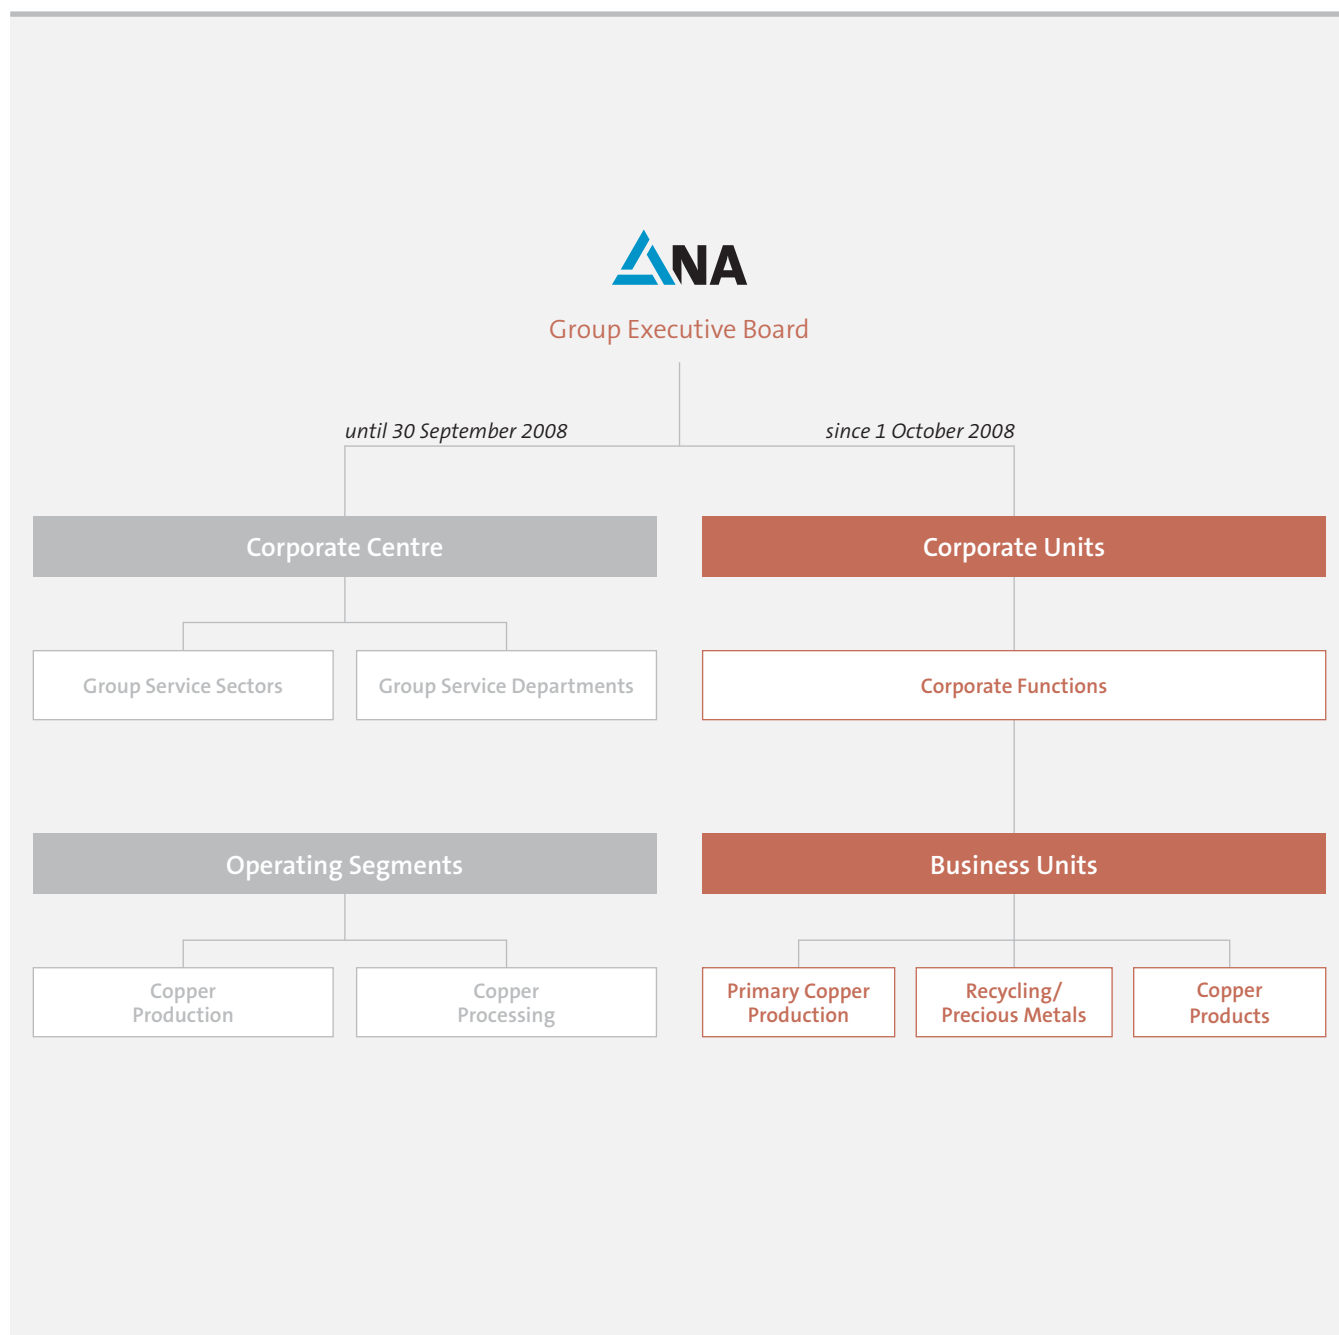 NA
Group Executive Board
until 30 September 2008
since 1 October 2008
Corporate Centre
Corporate Units
Group Service Sectors
Group Service Departments
Corporate Functions
Operating Segments
Business Units
Copper
Production
Copper
Processing
Primary Copper
Production
Recycling/
Precious Metals
Copper
Products